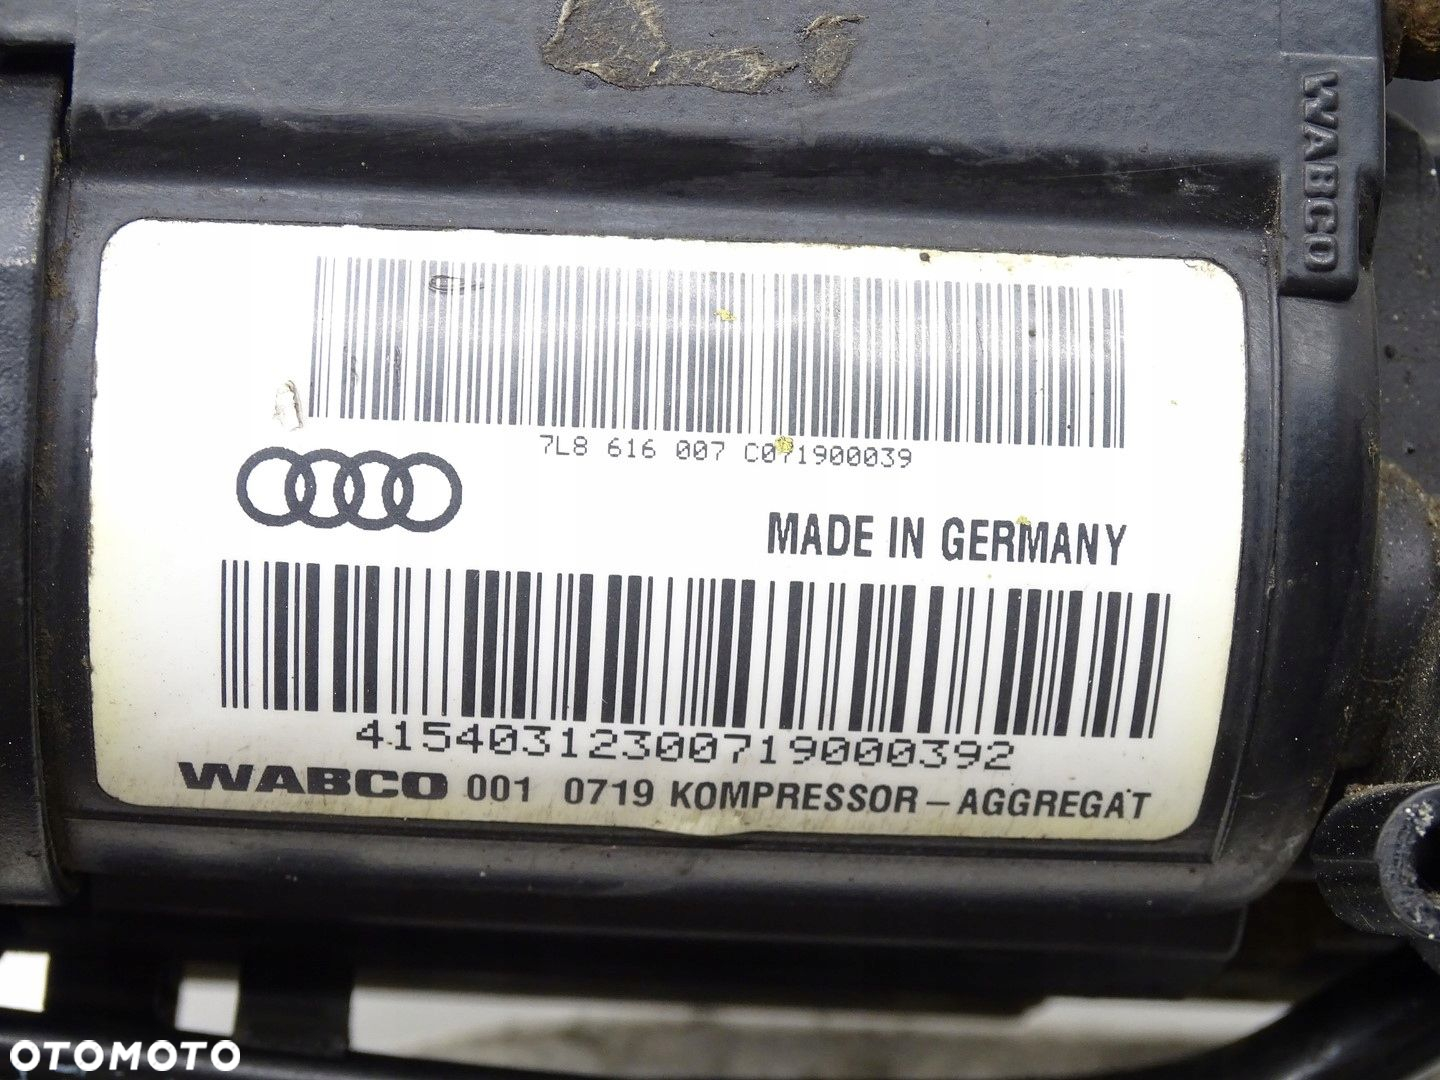 WABCO
7L8 616 007 C071900039
MADE IN GERMANY
41540312300719000392
WABCO 001 0719 KOMPRESSOR – AGGREGAT
OTOMOTO